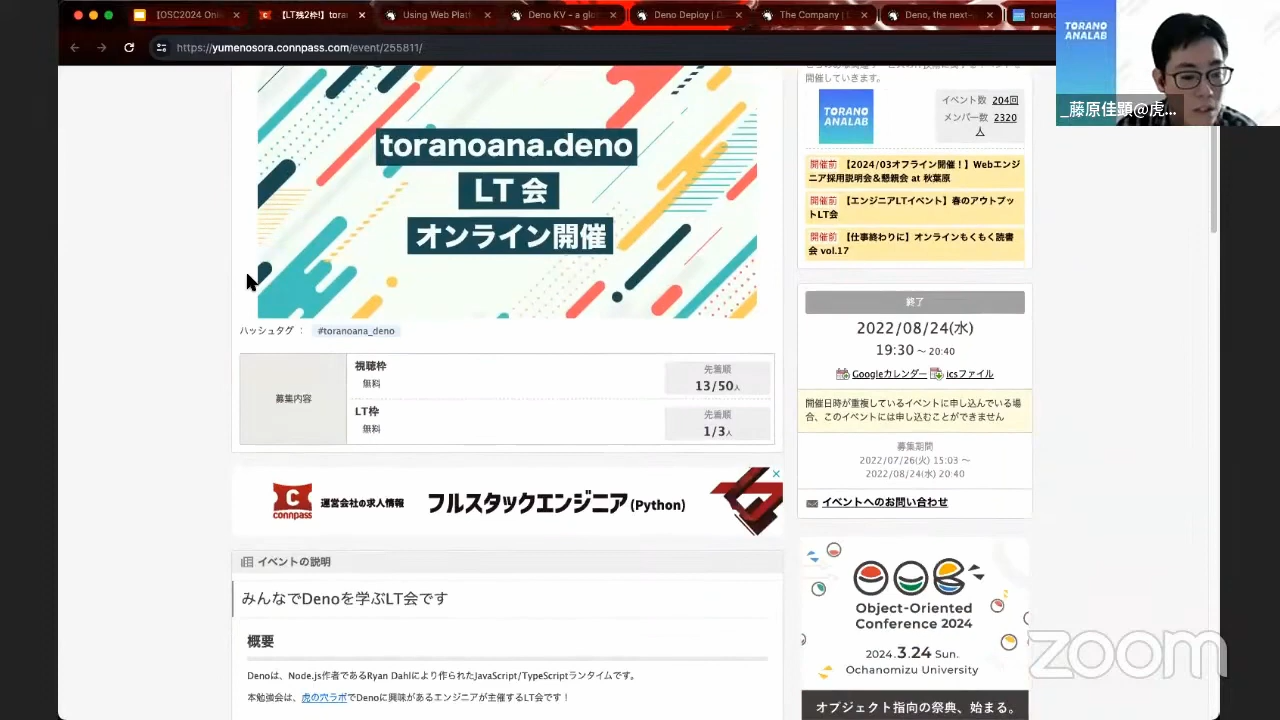 [OSC2024 Onl
【LT残2枠!】tora
Using Web Platf
Deno KV – a glo
Deno Deploy | D
The Company | L
Deno, the next-
torano
https://yumenosora.connpass.com/event/255811/
TORANO
ANALAB
_藤原佳顕@虎...
toranoana.deno
LT 会
オンライン開催
ハッシュタグ ： #toranoana_deno
募集内容
視聴枠
無料
先着順
13/50人
LT枠
無料
先着順
1/3人
connpass
運営会社の求人情報
フルスタックエンジニア(Python)
イベントの説明
みんなでDenoを学ぶLT会です
概要
Denoは、Node.js作者であるRyan Dahlにより作られたJavaScript/TypeScriptランタイムです。
本勉強会は、虎の穴ラボでDenoに興味があるエンジニアが主催するLT会です！
開催していきます。
TORANO
ANALAB
イベント数 204回
メンバー数 2320
人
開催前 【2024/03オフライン開催！】Webエンジ
ニア採用説明会&懇親会 at 秋葉原
開催前 【エンジニアLTイベント】春のアウトプッ
トLT会
開催前 【仕事終わりに】オンラインもくもく読書
会 vol.17
終了
2022/08/24(水)
19:30 〜 20:40
Googleカレンダー icsファイル
開催日時が重複しているイベントに申し込んでいる場
合、このイベントには申し込むことができません
募集期間
2022/07/26(火) 15:03 〜
2022/08/24(水) 20:40
イベントへのお問い合わせ
Object-Oriented
Conference 2024
2024.3.24 Sun.
Ochanomizu University
オブジェクト指向の祭典、始まる。
zoom